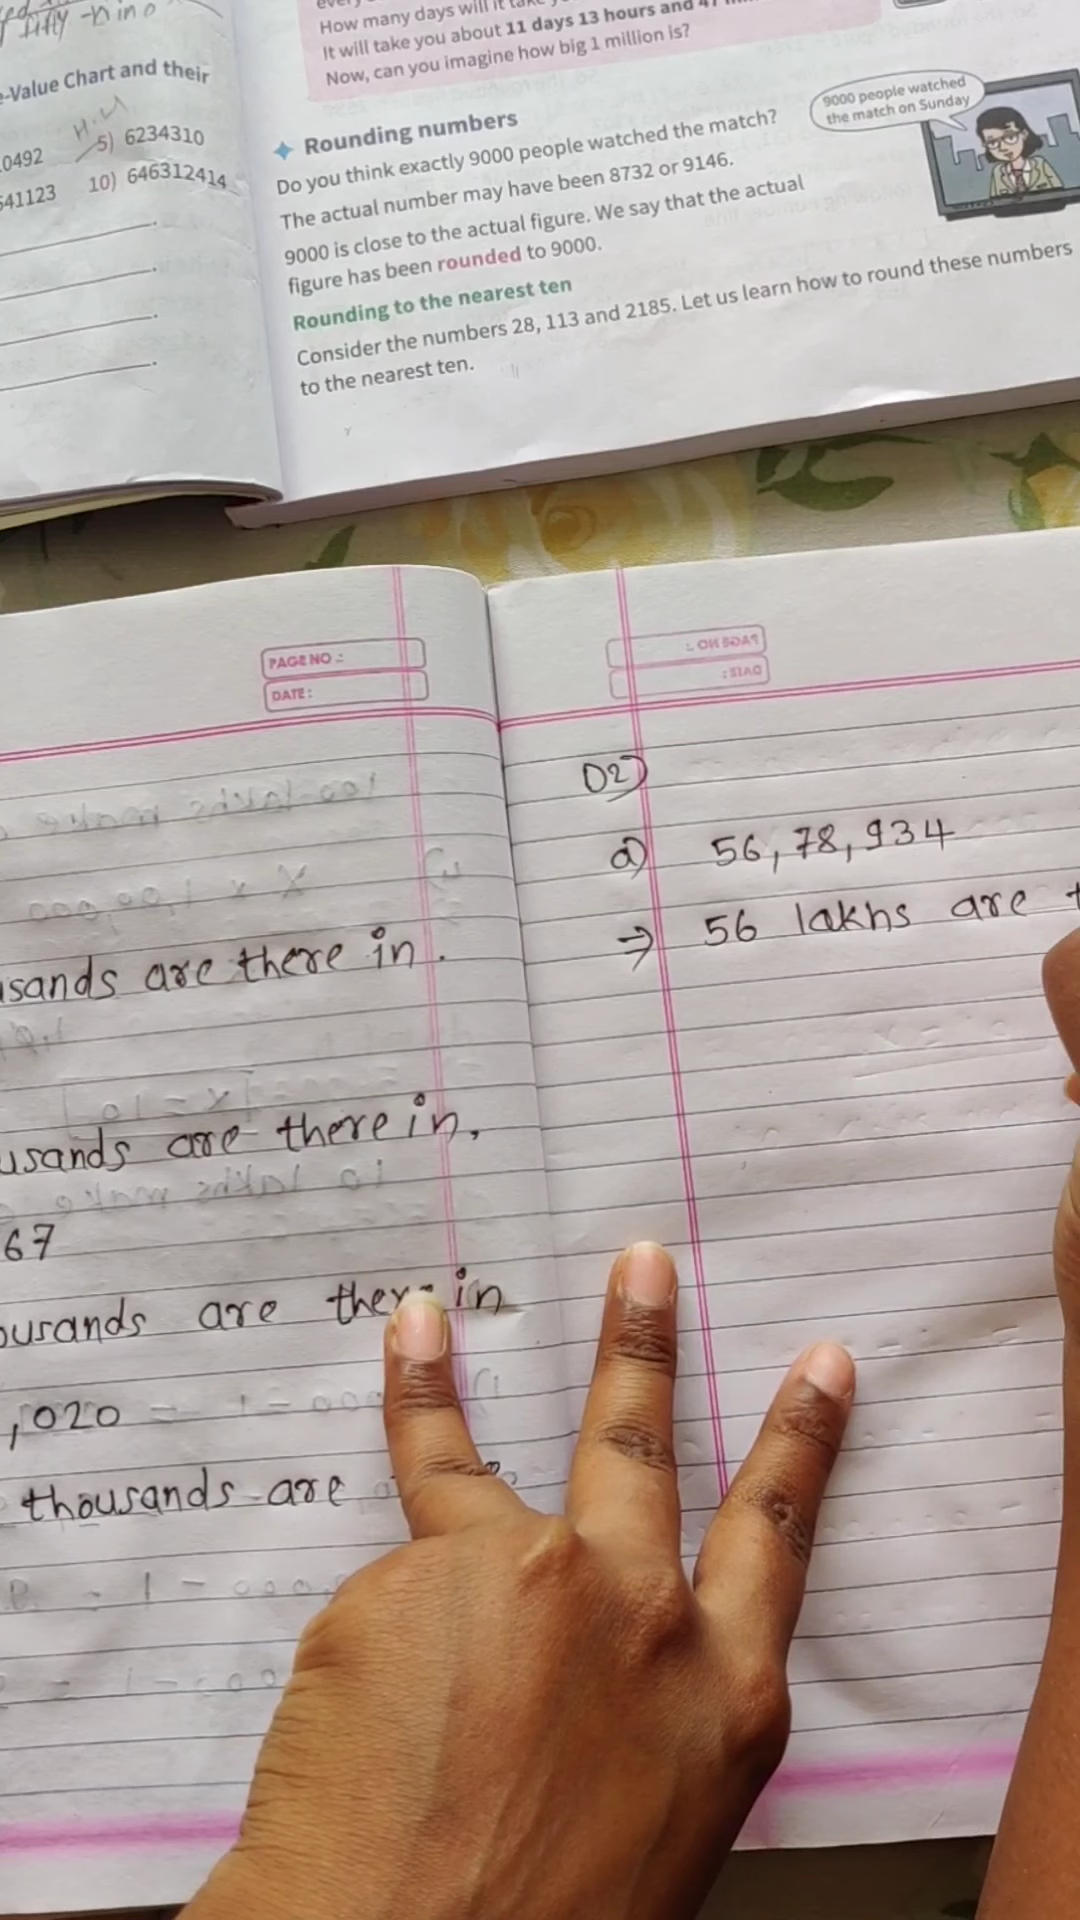 fifty-nine
e-Value Chart and their
H.W
0492
5) 6234310
541123
10) 646312414
How many days will it take
It will take you about 11 days 13 hours and 47
Now, can you imagine how big 1 million is?
Rounding numbers
Do you think exactly 9000 people watched the match?
The actual number may have been 8732 or 9146.
9000 is close to the actual figure. We say that the actual
figure has been rounded to 9000.
9000 people watched
the match on Sunday
Rounding to the nearest ten
Consider the numbers 28, 113 and 2185. Let us learn how to round these numbers
to the nearest ten.
PAGE NO.:
DATE:
usands are there in.
usands are there in.
67
ousands are there in
,020
thousands are
Q2)
a) 56,78,934
⇒ 56 lakhs are t